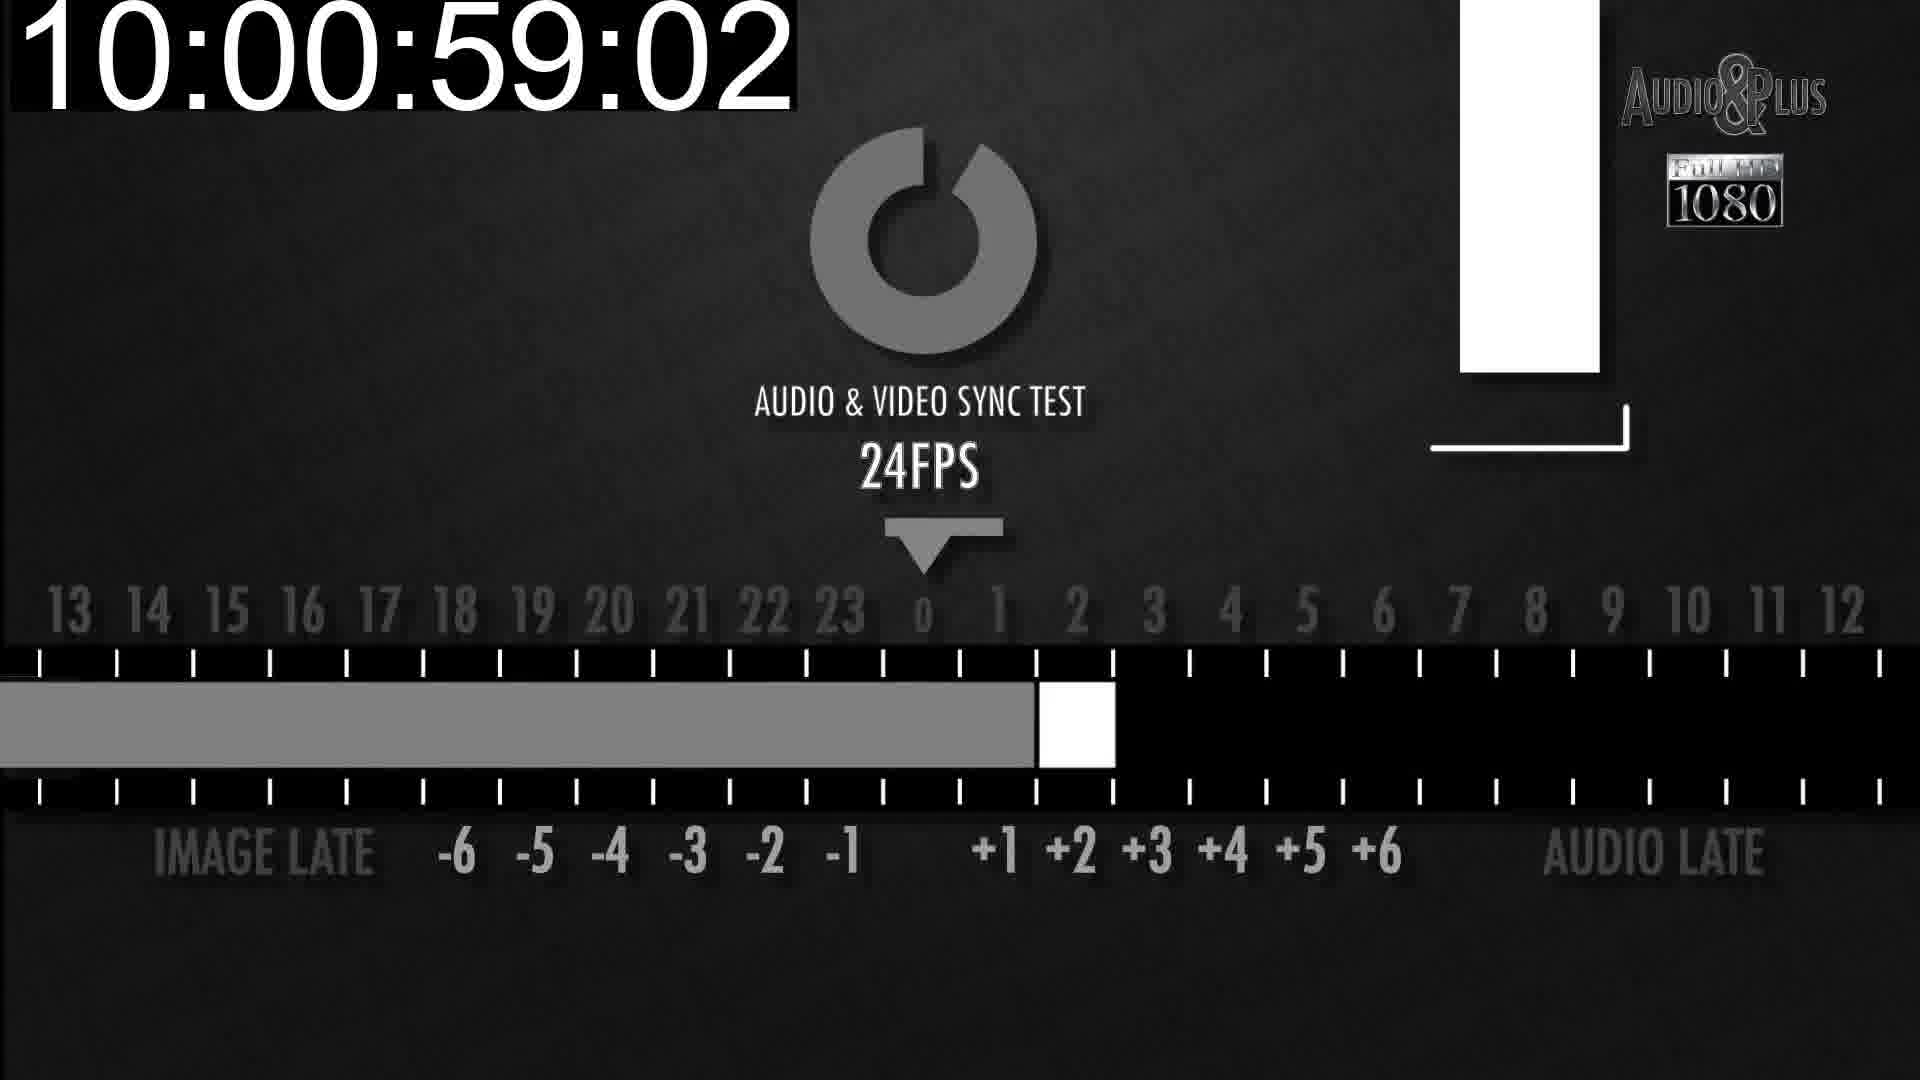 10:00:59:02
AUDIO&PLUS
Full HD
1080
AUDIO & VIDEO SYNC TEST
24FPS
13 14 15 16 17 18 19 20 21 22 23 0 1 2 3 4 5 6 7 8 9 10 11 12
IMAGE LATE -6 -5 -4 -3 -2 -1 +1 +2 +3 +4 +5 +6 AUDIO LATE